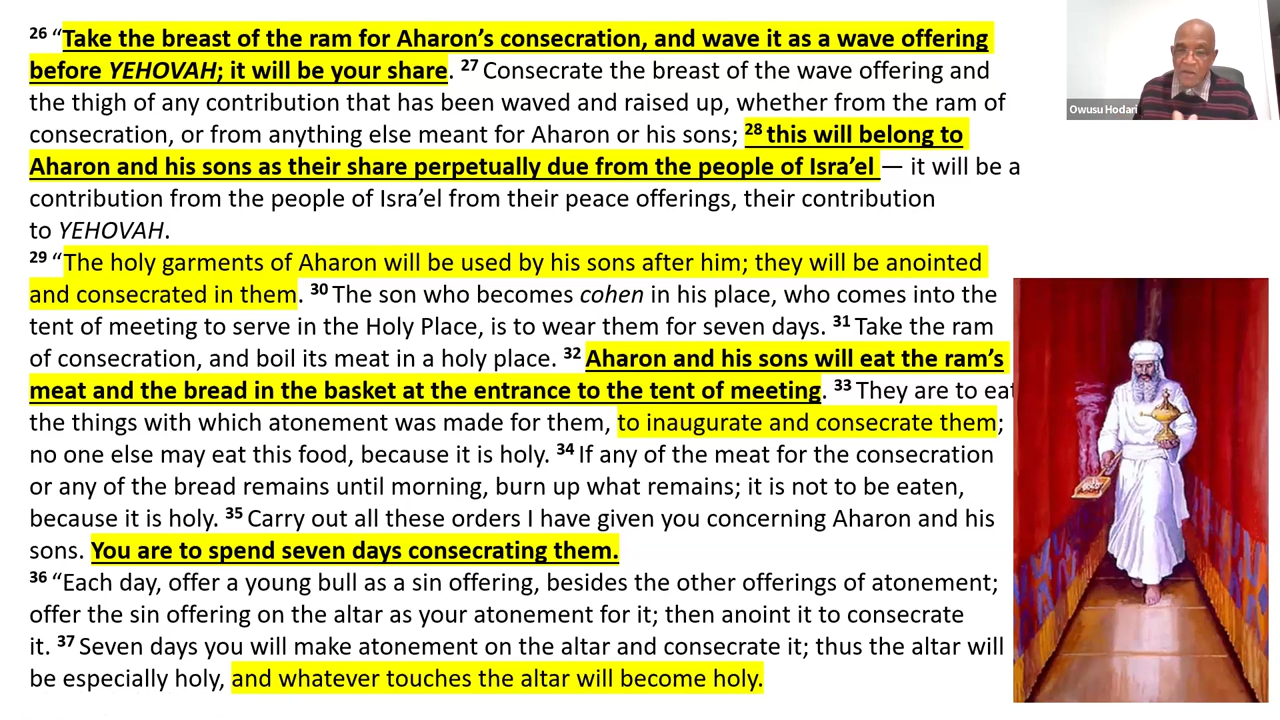 26 “Take the breast of the ram for Aharon’s consecration, and wave it as a wave offering
before YEHOVAH; it will be your share. 27 Consecrate the breast of the wave offering and
the thigh of any contribution that has been waved and raised up, whether from the ram of
consecration, or from anything else meant for Aharon or his sons; 28 this will belong to
Aharon and his sons as their share perpetually due from the people of Isra’el — it will be a
contribution from the people of Isra’el from their peace offerings, their contribution
to YEHOVAH.
29 “The holy garments of Aharon will be used by his sons after him; they will be anointed
and consecrated in them. 30 The son who becomes cohen in his place, who comes into the
tent of meeting to serve in the Holy Place, is to wear them for seven days. 31 Take the ram
of consecration, and boil its meat in a holy place. 32 Aharon and his sons will eat the ram’s
meat and the bread in the basket at the entrance to the tent of meeting. 33 They are to eat
the things with which atonement was made for them, to inaugurate and consecrate them;
no one else may eat this food, because it is holy. 34 If any of the meat for the consecration
or any of the bread remains until morning, burn up what remains; it is not to be eaten,
because it is holy. 35 Carry out all these orders I have given you concerning Aharon and his
sons. You are to spend seven days consecrating them.
36 “Each day, offer a young bull as a sin offering, besides the other offerings of atonement;
offer the sin offering on the altar as your atonement for it; then anoint it to consecrate
it. 37 Seven days you will make atonement on the altar and consecrate it; thus the altar will
be especially holy, and whatever touches the altar will become holy.
Owusu Hodari